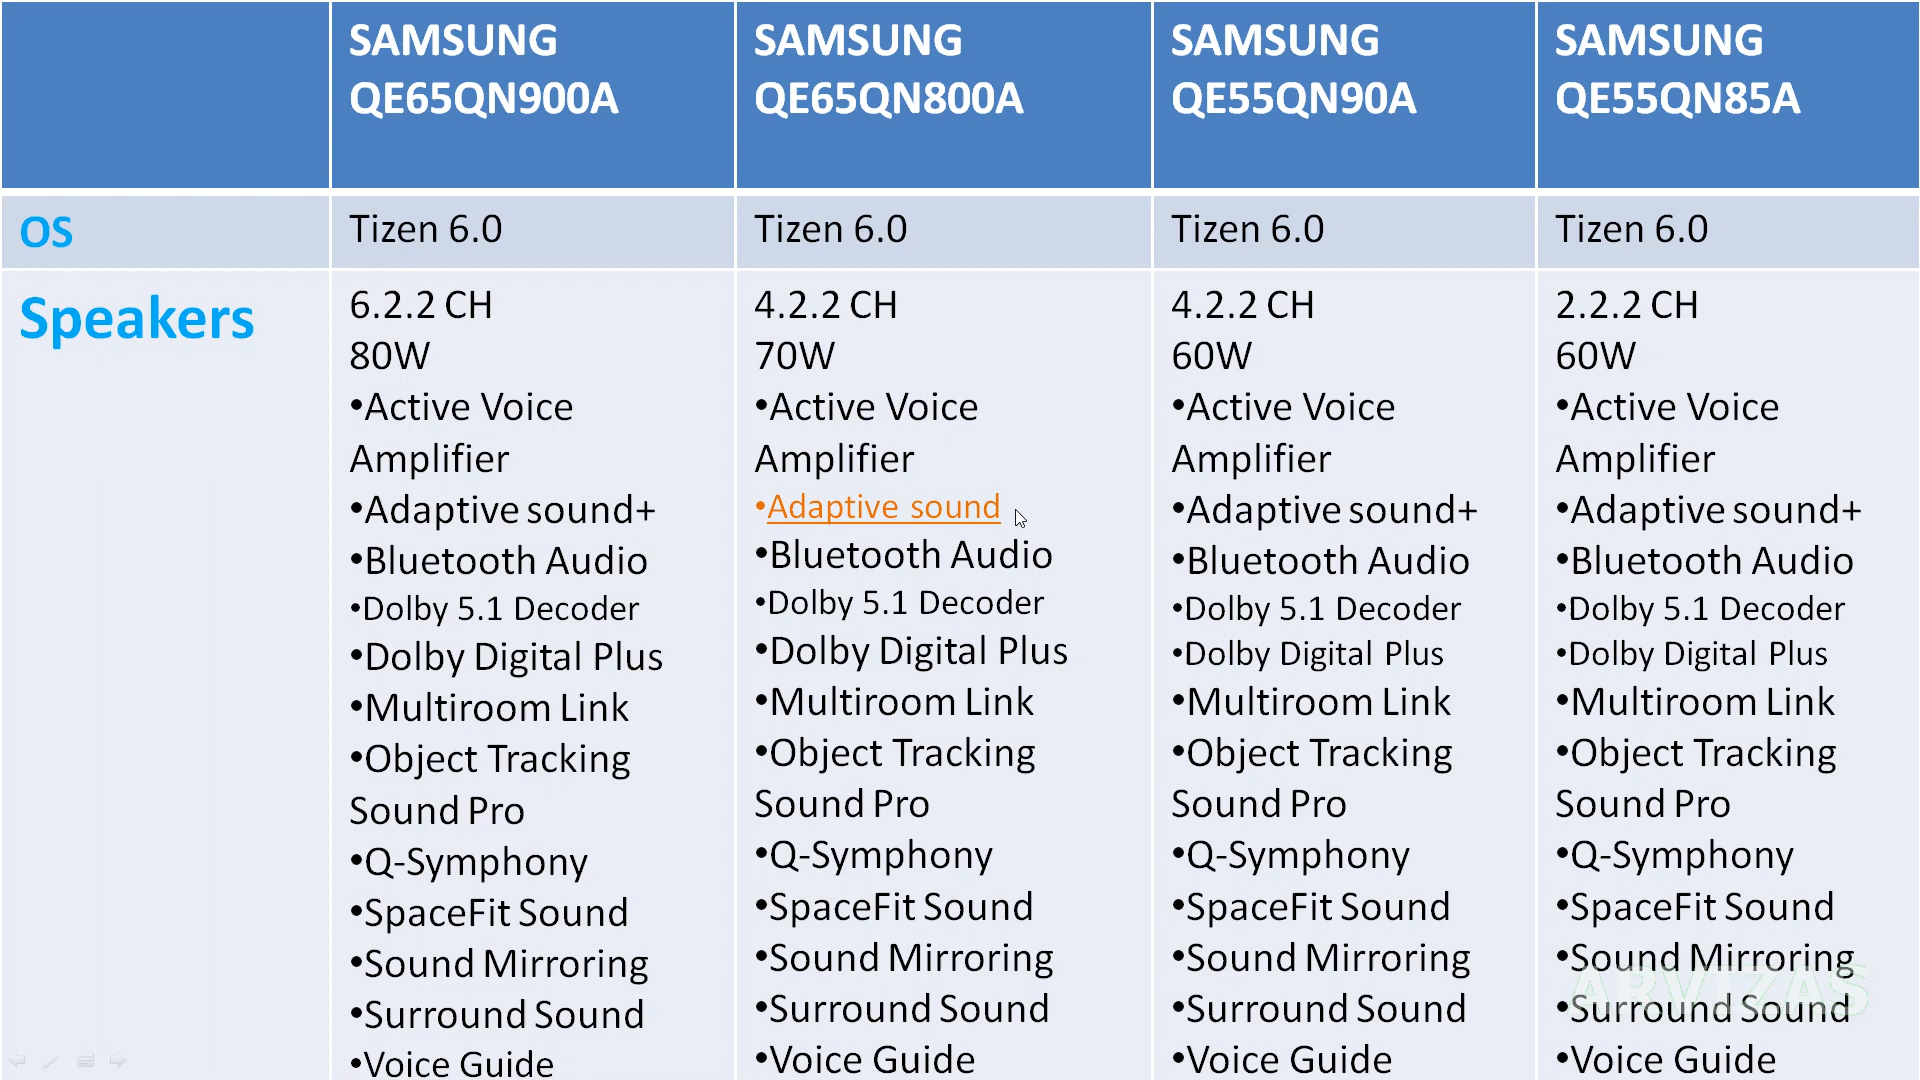 SAMSUNG
QE65QN900A
SAMSUNG
QE65QN800A
SAMSUNG
QE55QN90A
SAMSUNG
QE55QN85A
OS
Tizen 6.0
Tizen 6.0
Tizen 6.0
Tizen 6.0
Speakers
6.2.2 CH
80W
•Active Voice
Amplifier
•Adaptive sound+
•Bluetooth Audio
•Dolby 5.1 Decoder
•Dolby Digital Plus
•Multiroom Link
•Object Tracking
Sound Pro
•Q-Symphony
•SpaceFit Sound
•Sound Mirroring
•Surround Sound
•Voice Guide
4.2.2 CH
70W
•Active Voice
Amplifier
•Adaptive sound
•Bluetooth Audio
•Dolby 5.1 Decoder
•Dolby Digital Plus
•Multiroom Link
•Object Tracking
Sound Pro
•Q-Symphony
•SpaceFit Sound
•Sound Mirroring
•Surround Sound
•Voice Guide
4.2.2 CH
60W
•Active Voice
Amplifier
•Adaptive sound+
•Bluetooth Audio
•Dolby 5.1 Decoder
•Dolby Digital Plus
•Multiroom Link
•Object Tracking
Sound Pro
•Q-Symphony
•SpaceFit Sound
•Sound Mirroring
•Surround Sound
•Voice Guide
2.2.2 CH
60W
•Active Voice
Amplifier
•Adaptive sound+
•Bluetooth Audio
•Dolby 5.1 Decoder
•Dolby Digital Plus
•Multiroom Link
•Object Tracking
Sound Pro
•Q-Symphony
•SpaceFit Sound
•Sound Mirroring
•Surround Sound
•Voice Guide
ARVIZAS